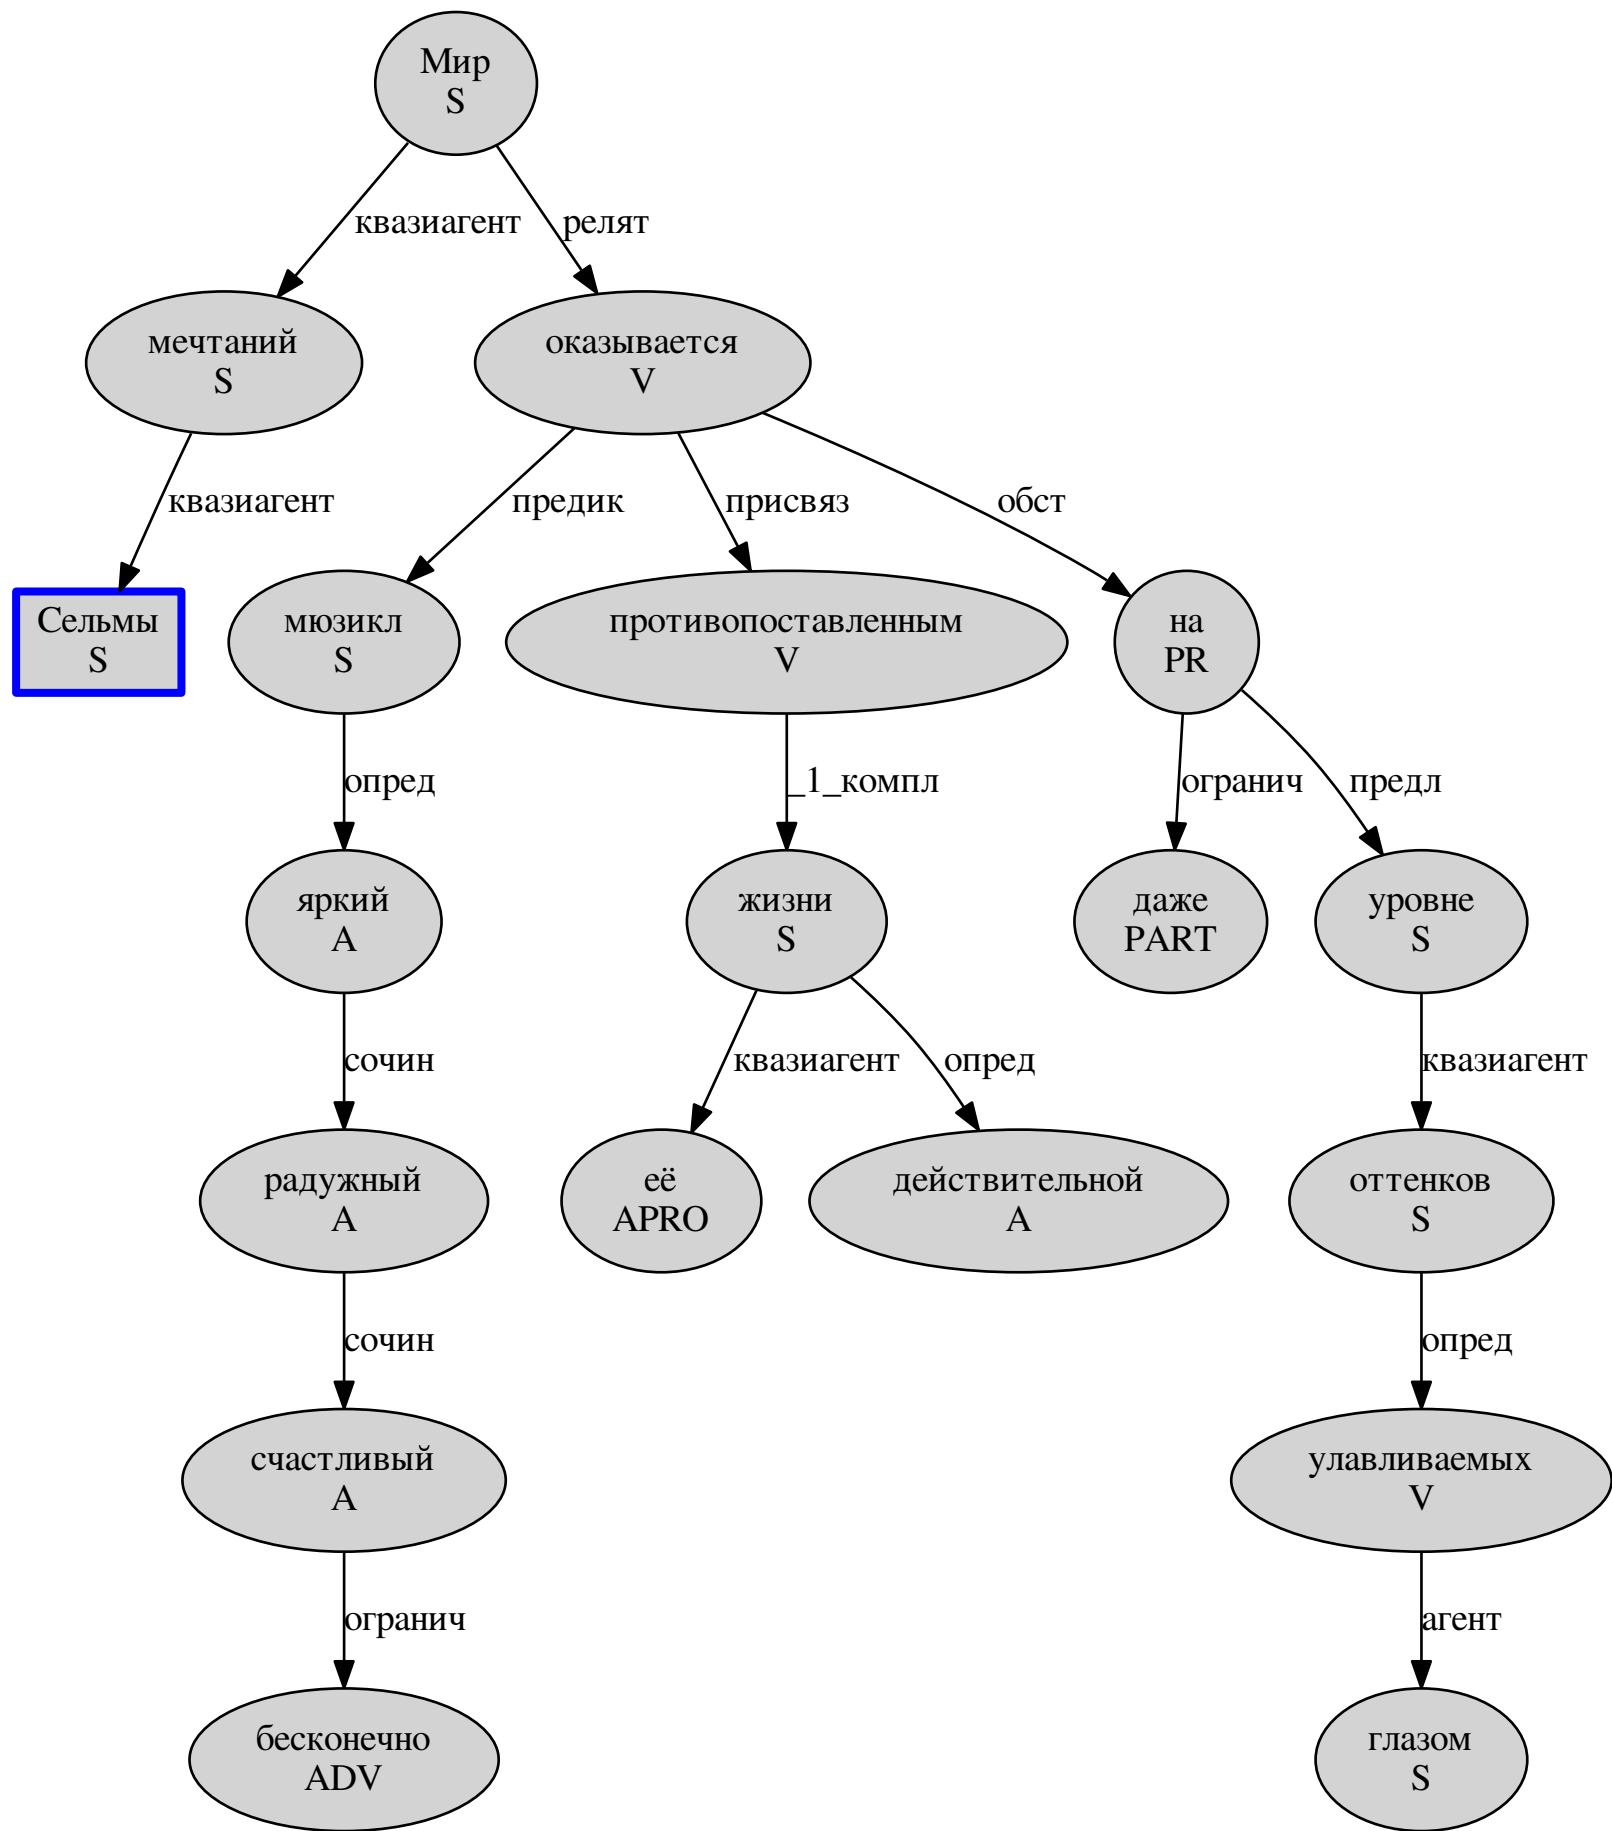 Мир
S
квазиагент
релят
мечтаний
S
оказывается
V
квазиагент
предик
присвяз
обст
Сельмы
S
мюзикл
S
противопоставленным
V
на
PR
опред
_1_компл
огранич
предл
яркий
A
жизни
S
даже
PART
уровне
S
сочин
квазиагент
опред
квазиагент
радужный
A
её
APRO
действительной
A
оттенков
S
сочин
опред
счастливый
A
улавливаемых
V
огранич
агент
бесконечно
ADV
глазом
S